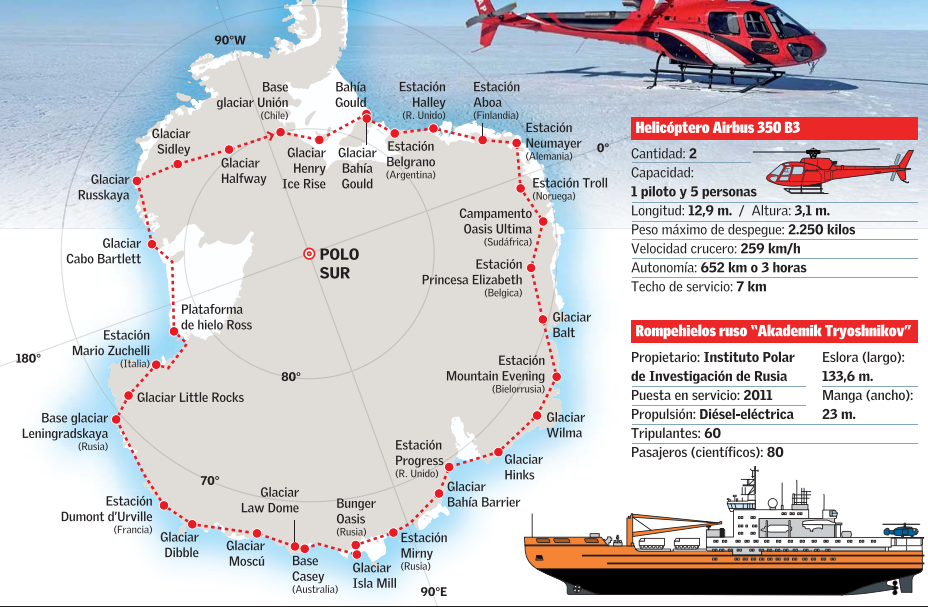 AP
90°W
Base
glaciar Unión
(Chile)
Bahía
Gould
Estación
Halley
(R. Unido)
Estación
Aboa
(Finlandia)
Estación
Neumayer
(Alemania)
0°
Glaciar
Sidley
Glaciar
Halfway
Glaciar
Henry
Ice Rise
Glaciar
Bahía
Gould
Estación
Belgrano
(Argentina)
Glaciar
Russkaya
Estación Troll
(Noruega)
Campamento
Oasis Ultima
(Sudáfrica)
Glaciar
Cabo Bartlett
POLO
SUR
Estación
Princesa Elizabeth
(Belgica)
Plataforma
de hielo Ross
Glaciar
Balt
Estación
Mario Zuchelli
(Italia)
180°
Estación
Mountain Evening
(Bielorrusia)
80°
Glaciar Little Rocks
Base glaciar
Leningradskaya
(Rusia)
Glaciar
Wilma
Estación
Progress
(R. Unido)
Glaciar
Hinks
70°
Glaciar
Bahía Barrier
Glaciar
Law Dome
Bunger
Oasis
(Rusia)
Estación
Dumont d'Urville
(Francia)
Glaciar
Dibble
Glaciar
Moscú
Base
Casey
(Australia)
Glaciar
Isla Mill
Estación
Mirny
(Rusia)
90°E
Helicóptero Airbus 350 B3
Cantidad: 2
Capacidad:
1 piloto y 5 personas
Longitud: 12,9 m. / Altura: 3,1 m.
Peso máximo de despegue: 2.250 kilos
Velocidad crucero: 259 km/h
Autonomía: 652 km o 3 horas
Techo de servicio: 7 km
Rompehielos ruso "Akademik Tryoshnikov"
Propietario: Instituto Polar
de Investigación de Rusia
Puesta en servicio: 2011
Propulsión: Diésel-eléctrica
Tripulantes: 60
Pasajeros (científicos): 80
Eslora (largo):
133,6 m.
Manga (ancho):
23 m.